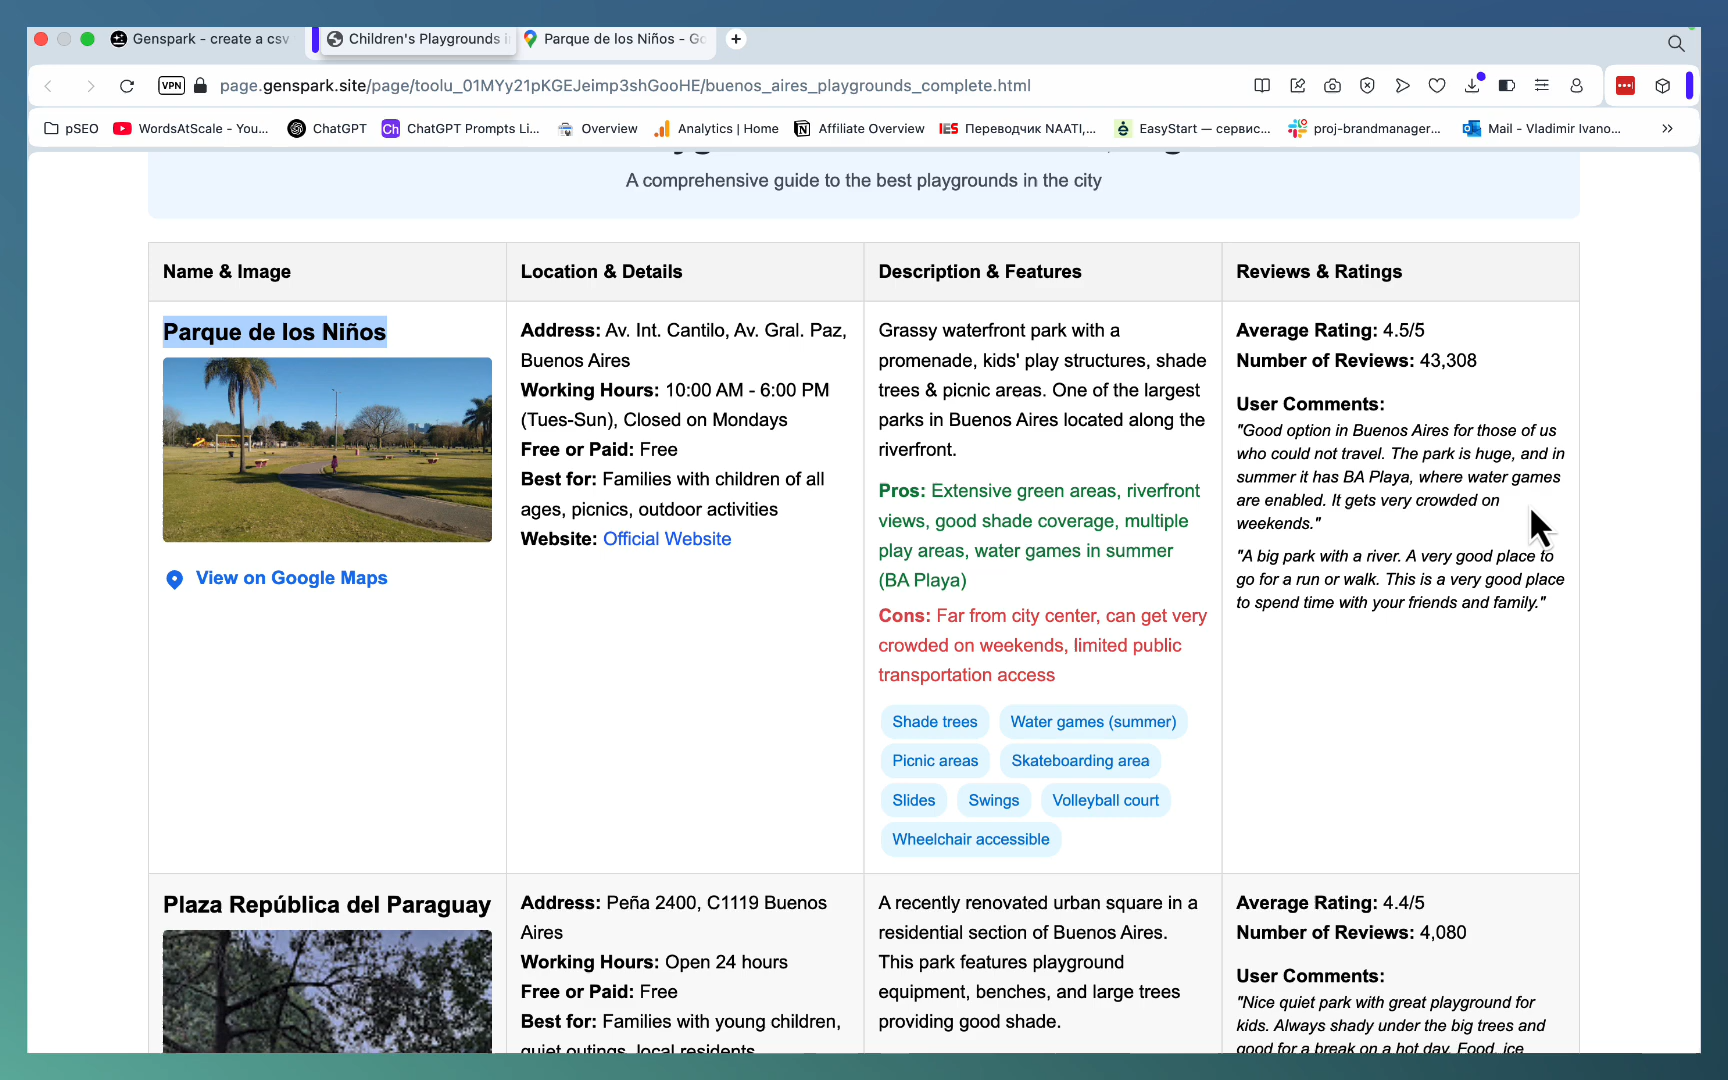 Genspark - create a csv
Children's Playgrounds i
Parque de los Niños - Go
VPN
page.genspark.site/page/toolu_01MYy21pKGEJeimp3shGooHE/buenos_aires_playgrounds_complete.html
pSEO
WordsAtScale - You...
ChatGPT
Ch
ChatGPT Prompts Li...
Overview
Analytics | Home
Affiliate Overview
IES
Переводчик NAATI,...
EasyStart — сервис...
proj-brandmanager...
Mail - Vladimir Ivano...
A comprehensive guide to the best playgrounds in the city
Name & Image
Location & Details
Description & Features
Reviews & Ratings
Parque de los Niños
View on Google Maps
Address: Av. Int. Cantilo, Av. Gral. Paz,
Buenos Aires
Working Hours: 10:00 AM - 6:00 PM
(Tues-Sun), Closed on Mondays
Free or Paid: Free
Best for: Families with children of all
ages, picnics, outdoor activities
Website: Official Website
Grassy waterfront park with a
promenade, kids' play structures, shade
trees & picnic areas. One of the largest
parks in Buenos Aires located along the
riverfront.
Pros: Extensive green areas, riverfront
views, good shade coverage, multiple
play areas, water games in summer
(BA Playa)
Cons: Far from city center, can get very
crowded on weekends, limited public
transportation access
Shade trees
Water games (summer)
Picnic areas
Skateboarding area
Slides
Swings
Volleyball court
Wheelchair accessible
Average Rating: 4.5/5
Number of Reviews: 43,308
User Comments:
"Good option in Buenos Aires for those of us
who could not travel. The park is huge, and in
summer it has BA Playa, where water games
are enabled. It gets very crowded on
weekends."
"A big park with a river. A very good place to
go for a run or walk. This is a very good place
to spend time with your friends and family."
Plaza República del Paraguay
Address: Peña 2400, C1119 Buenos
Aires
Working Hours: Open 24 hours
Free or Paid: Free
Best for: Families with young children,
quiet outings, local residents
A recently renovated urban square in a
residential section of Buenos Aires.
This park features playground
equipment, benches, and large trees
providing good shade.
Average Rating: 4.4/5
Number of Reviews: 4,080
User Comments:
"Nice quiet park with great playground for
kids. Always shady under the big trees and
good for a break on a hot day. Food, ice